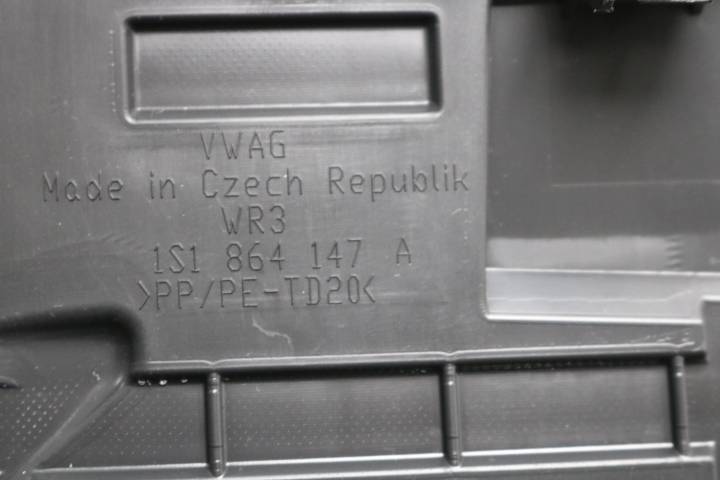 VWAG
Made in Czech Republik
WR3
1S1 864 147 A
>PP/PE-TD20<